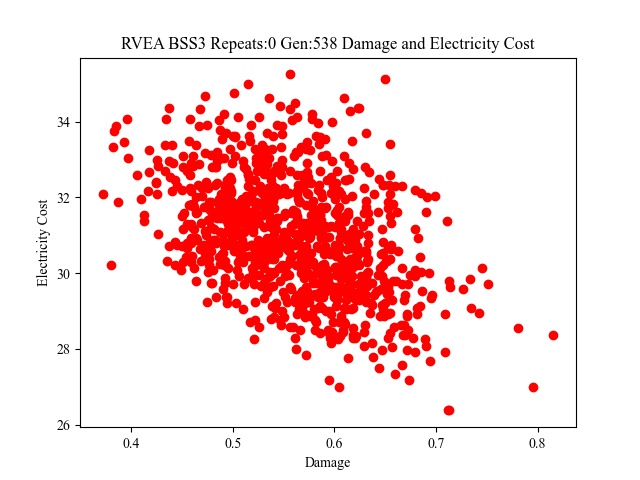 RVEA BSS3 Repeats:0 Gen:538 Damage and Electricity Cost
34
32
30
28
26
Electricity Cost
0.4 0.5 0.6 0.7 0.8
Damage